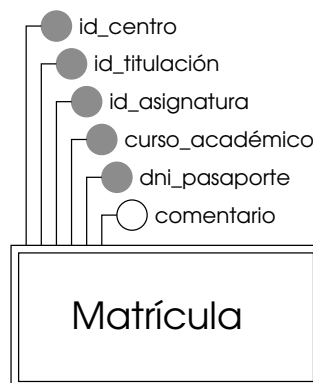 id_centro
id_titulación
id_asignatura
curso_académico
dni_pasaporte
comentario
Matrícula